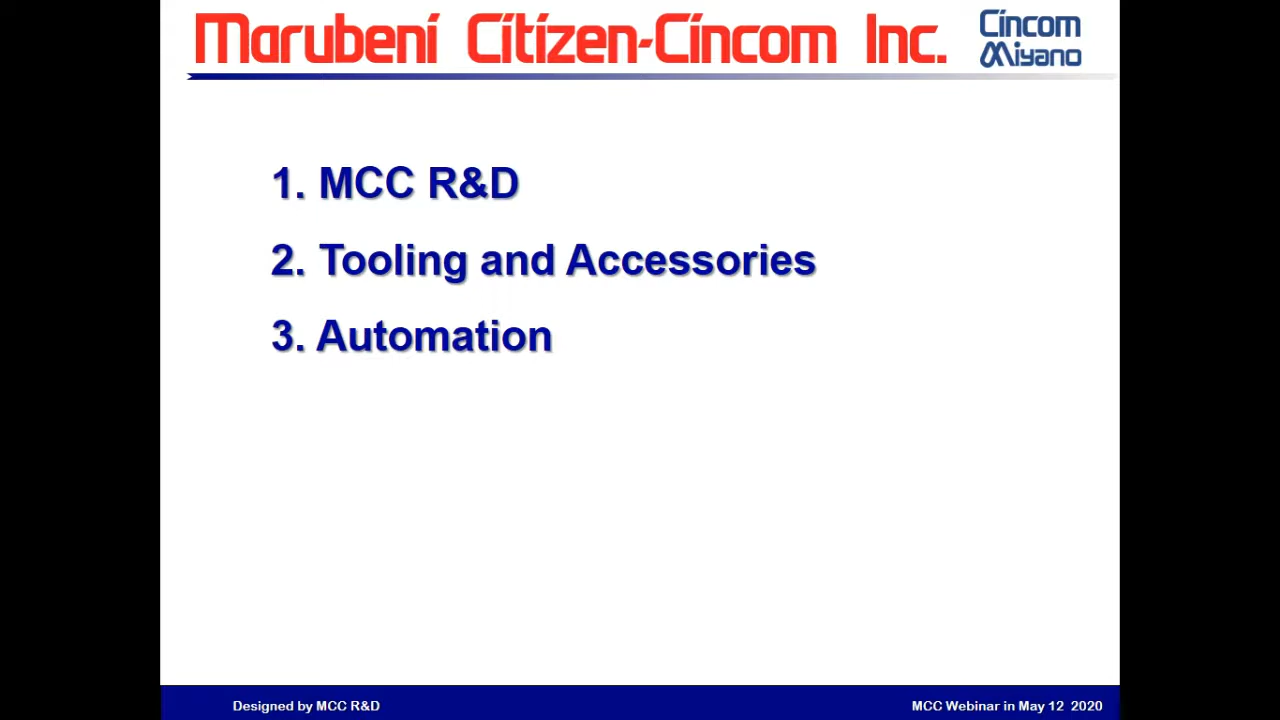 Marubeni Citizen-Cincom Inc.
Cincom
Miyano
1. MCC R&D
2. Tooling and Accessories
3. Automation
Designed by MCC R&D
MCC Webinar in May 12 2020